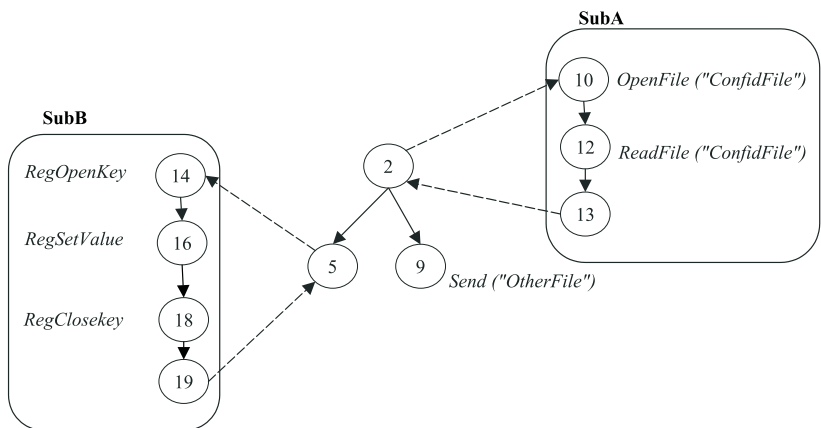 SubA
10 OpenFile ("ConfidFile")
SubB
12 ReadFile ("ConfidFile")
2
RegOpenKey 14
13
RegSetValue 16
5
9
Send ("OtherFile")
RegClosekey 18
19